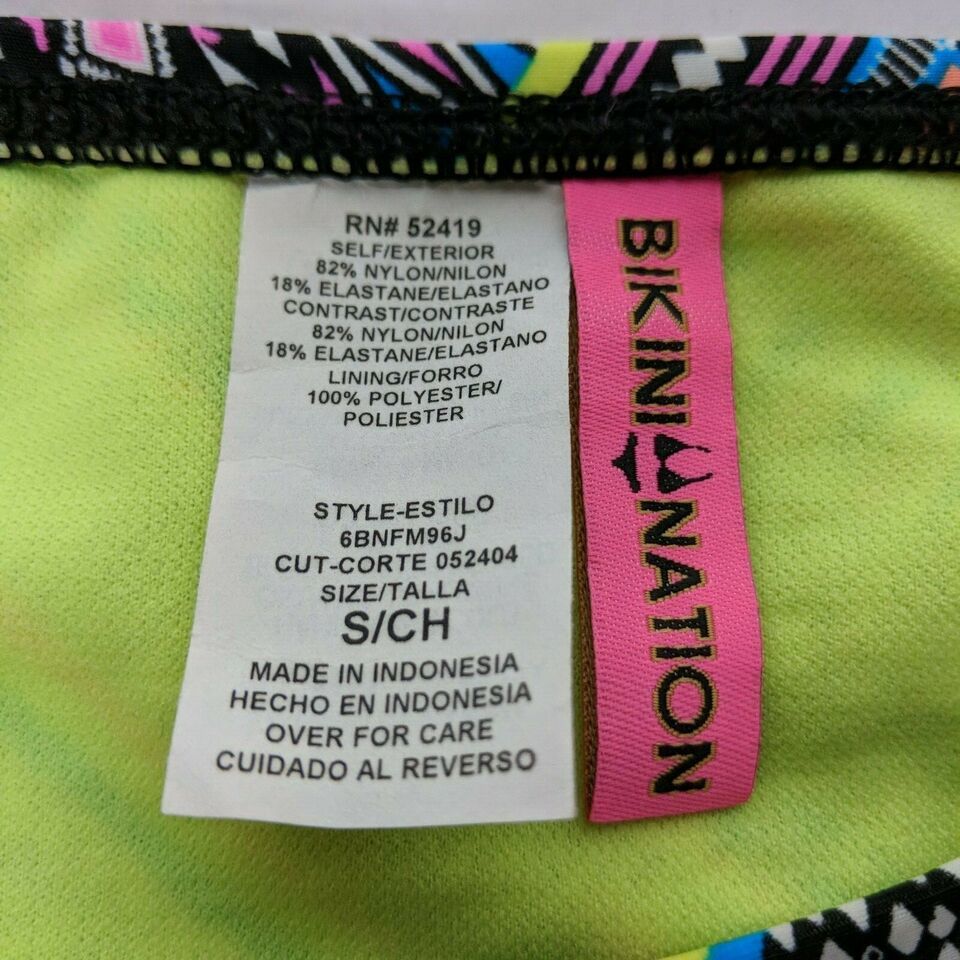 RN# 52419
SELF/EXTERIOR
82% NYLON/NILON
18% ELASTANE/ELASTANO
CONTRAST/CONTRASTE
82% NYLON/NILON
18% ELASTANE/ELASTANO
LINING/FORRO
100% POLYESTER/
POLIESTER
STYLE-ESTILO
6BNFM96J
CUT-CORTE 052404
SIZE/TALLA
S/CH
MADE IN INDONESIA
HECHO EN INDONESIA
OVER FOR CARE
CUIDADO AL REVERSO
BIKINI NATION